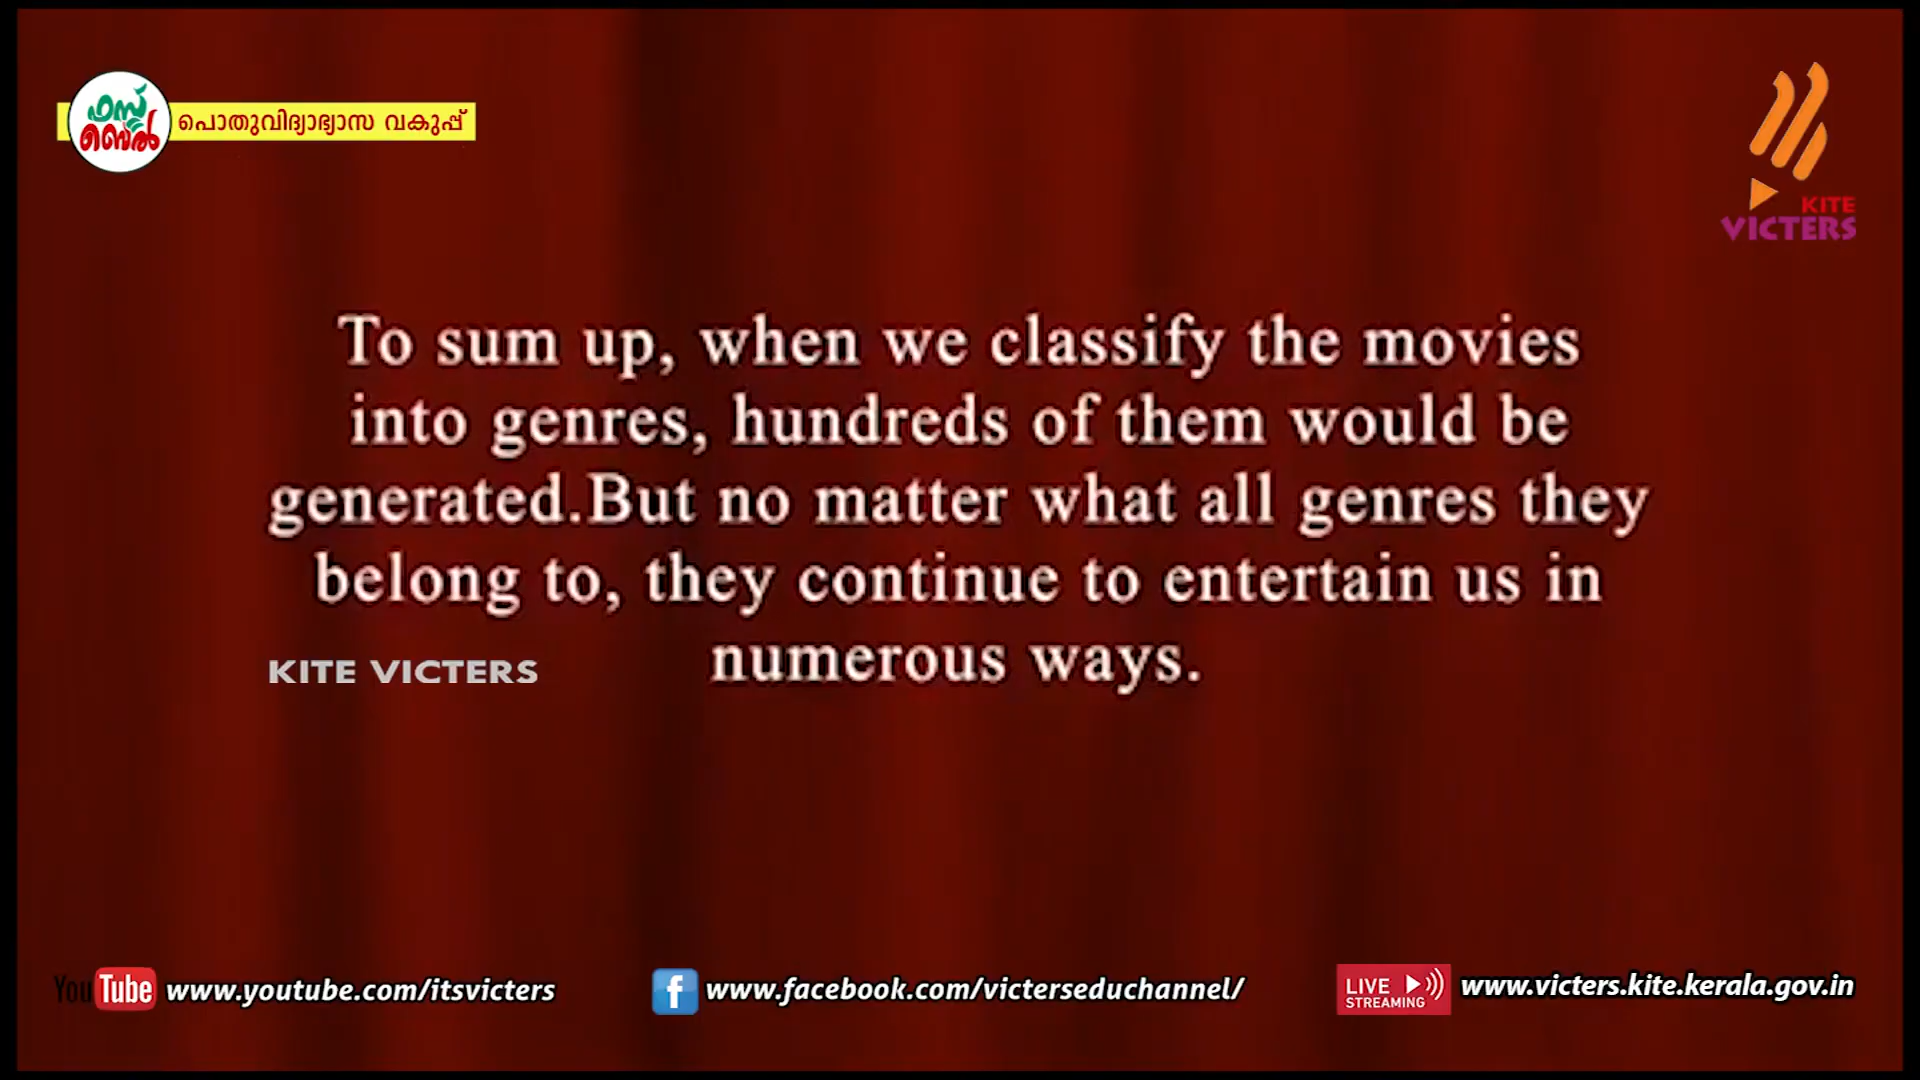 ഫസ്റ്റ്
ബെൽ
പൊതുവിദ്യാഭ്യാസ വകുപ്പ്
KITE
VICTERS
To sum up, when we classify the movies
into genres, hundreds of them would be
generated.But no matter what all genres they
belong to, they continue to entertain us in
numerous ways.
KITE VICTERS
YouTube www.youtube.com/itsvicters
f www.facebook.com/victerseduchannel/
LIVE
STREAMING
www.victers.kite.kerala.gov.in